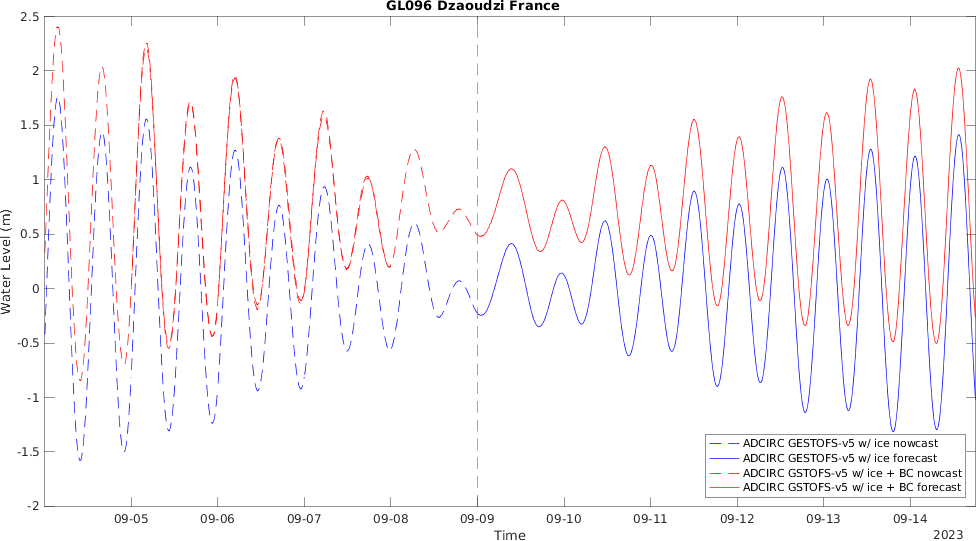 GL096 Dzaoudzi France
2.5
2
1.5
1
0.5
0
-0.5
-1
-1.5
-2
Water Level (m)
ADCIRC GESTOFS-v5 w/ ice nowcast
ADCIRC GESTOFS-v5 w/ ice forecast
ADCIRC GSTOFS-v5 w/ ice + BC nowcast
ADCIRC GSTOFS-v5 w/ ice + BC forecast
09-05 09-06 09-07 09-08 09-09 09-10 09-11 09-12 09-13 09-14
Time
2023